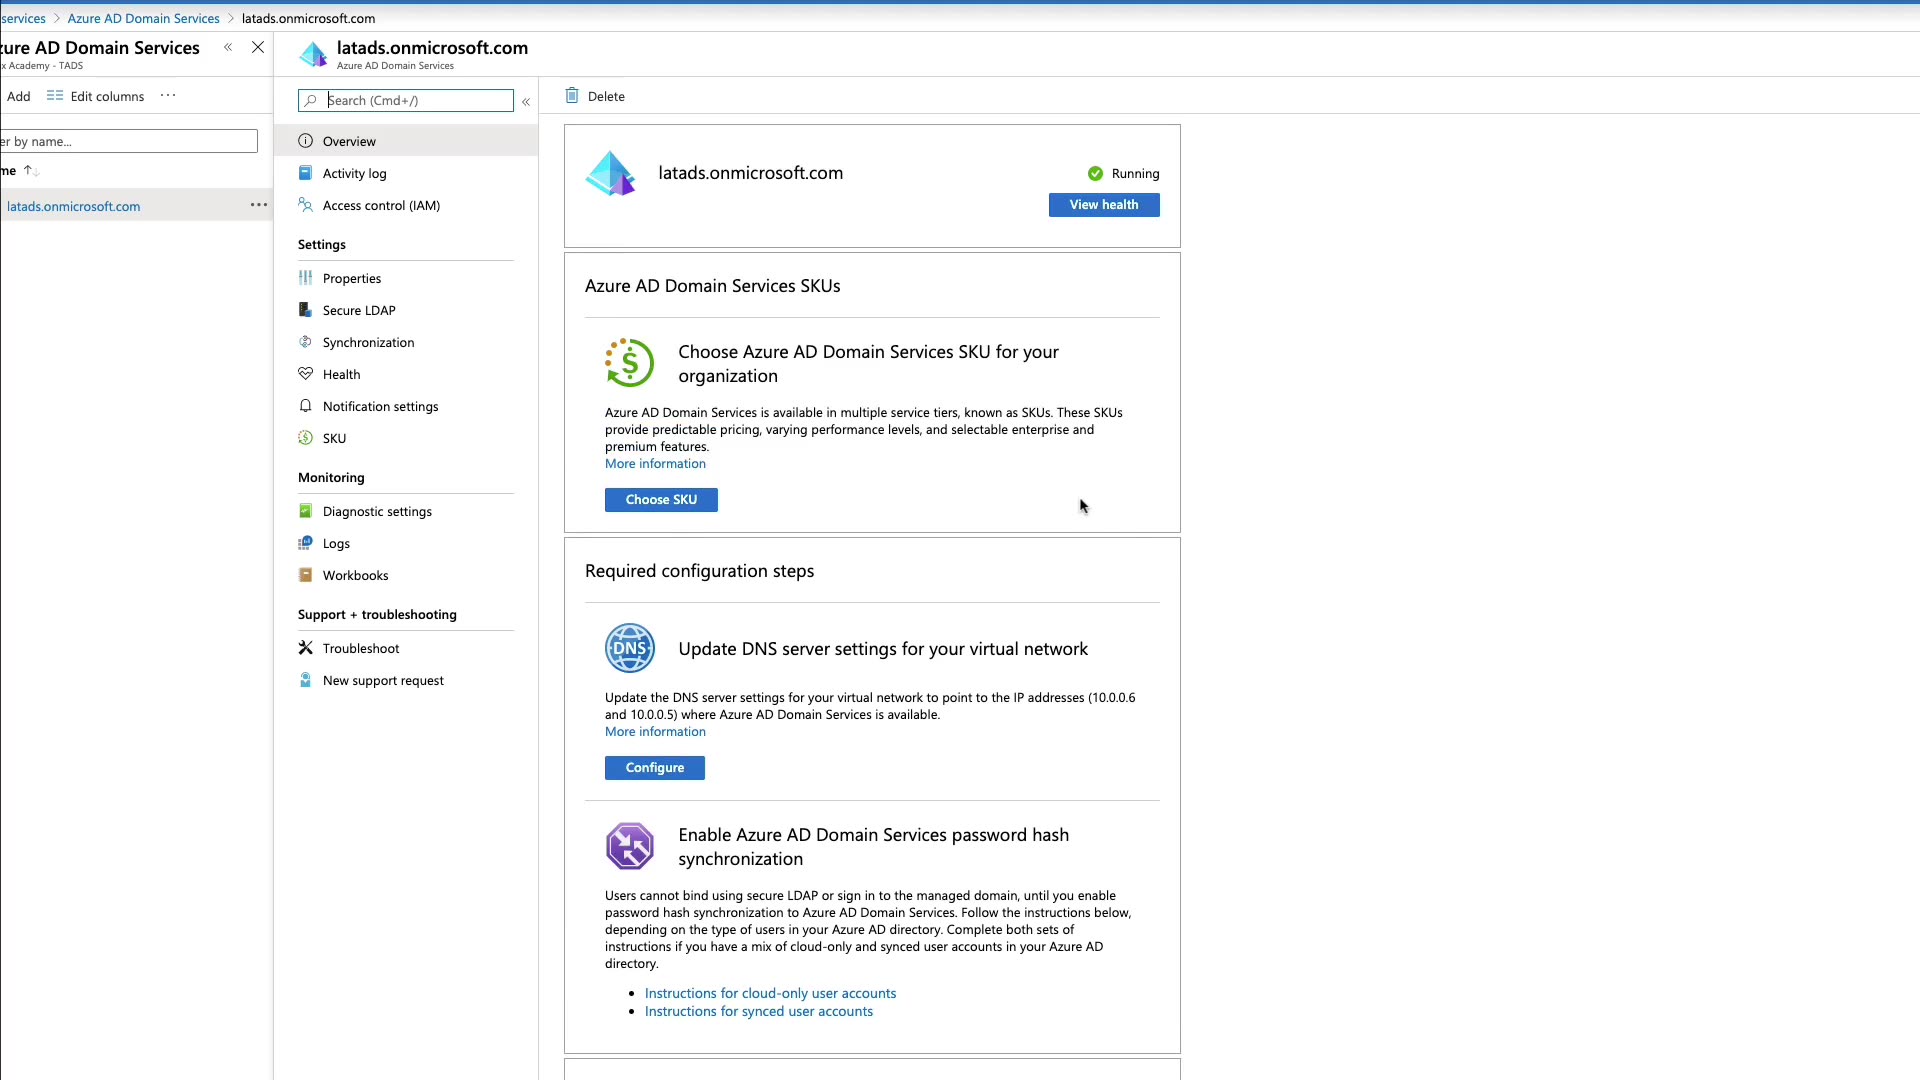 services > Azure AD Domain Services > latads.onmicrosoft.com
zure AD Domain Services
x Academy - TADS
latads.onmicrosoft.com
Azure AD Domain Services
Add
Edit columns
Search (Cmd+/)
Delete
er by name...
me
latads.onmicrosoft.com
Overview
Activity log
Access control (IAM)
Settings
Properties
Secure LDAP
Synchronization
Health
Notification settings
SKU
Monitoring
Diagnostic settings
Logs
Workbooks
Support + troubleshooting
Troubleshoot
New support request
latads.onmicrosoft.com
Running
View health
Azure AD Domain Services SKUs
Choose Azure AD Domain Services SKU for your
organization
Azure AD Domain Services is available in multiple service tiers, known as SKUs. These SKUs
provide predictable pricing, varying performance levels, and selectable enterprise and
premium features.
More information
Choose SKU
Required configuration steps
DNS
Update DNS server settings for your virtual network
Update the DNS server settings for your virtual network to point to the IP addresses (10.0.0.6
and 10.0.0.5) where Azure AD Domain Services is available.
More information
Configure
Enable Azure AD Domain Services password hash
synchronization
Users cannot bind using secure LDAP or sign in to the managed domain, until you enable
password hash synchronization to Azure AD Domain Services. Follow the instructions below,
depending on the type of users in your Azure AD directory. Complete both sets of
instructions if you have a mix of cloud-only and synced user accounts in your Azure AD
directory.
• Instructions for cloud-only user accounts
• Instructions for synced user accounts